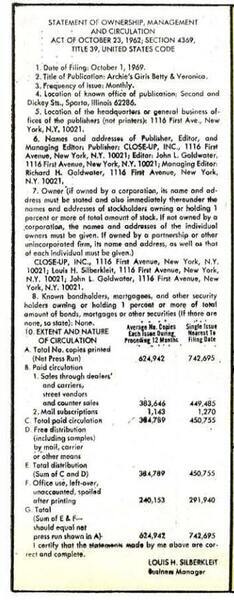 STATEMENT OF OWNERSHIP, MANAGEMENT
AND CIRCULATION
ACT OF OCTOBER 23, 1962; SECTION 4369,
TITLE 39, UNITED STATES CODE
1. Date of Filing: October 1, 1969.
2. Title of Publication: Archie's Girls Betty & Veronica.
3. Frequency of issue: Monthly.
4. Location of known office of publication: Second and
Dickey Sts., Sparta, Illinois 62286.
5. Location of the headquarters or general business of-
fices of the publishers (not printers): 1116 First Ave., New
York, N.Y. 10021.
6. Names and addresses of Publisher, Editor, and
Managing Editor: Publisher: CLOSE-UP, INC., 1116 First
Avenue, New York, N.Y. 10021; Editor: John L. Goldwater,
1116 First Avenue, New York, N.Y. 10021; Managing Editor:
Richard H. Goldwater, 1116 First Avenue, New York,
N.Y. 10021.
7. Owner (if owned by a corporation, its name and ad-
dress must be stated and also immediately thereunder the
names and addresses of stockholders owning or holding 1
percent or more of total amount of stock. If not owned by a
corporation, the names and addresses of the individual
owners must be given. If owned by a partnership or other
unincorporated firm, its name and address, as well as that
of each individual must be given.)
CLOSE-UP, INC., 1116 First Avenue, New York, N.Y.
10021; Louis H. Silberkleit, 1116 First Avenue, New York,
N.Y. 10021; John L. Goldwater, 1116 First Avenue, New
York, N.Y. 10021.
8. Known bondholders, mortgagees, and other security
holders owning or holding 1 percent or more of total
amount of bonds, mortgages or other securities (If there are
none, so state): None.
10. EXTENT AND NATURE OF CIRCULATION
Average No. Copies Each Issue During Preceding 12 Months
Single Issue Nearest To Filing Date
A. Total No. copies printed
(Net Press Run) 624,942 742,695
B. Paid circulation
1. Sales through dealers'
and carriers,
street vendors
and counter sales 383,646 449,485
2. Mail subscriptions 1,143 1,270
C. Total paid circulation 384,789 450,755
D. Free distribution
(including samples)
by mail, carrier
or other means
E. Total distribution
(Sum of C and D) 384,789 450,755
F. Office use, left-over,
unaccounted, spoiled
after printing 240,153 291,940
G. Total
(Sum of E & F—
should equal net
press run shown in A) 624,942 742,695
I certify that the statements made by me above are cor-
rect and complete.
LOUIS H. SILBERKLEIT
Business Manager